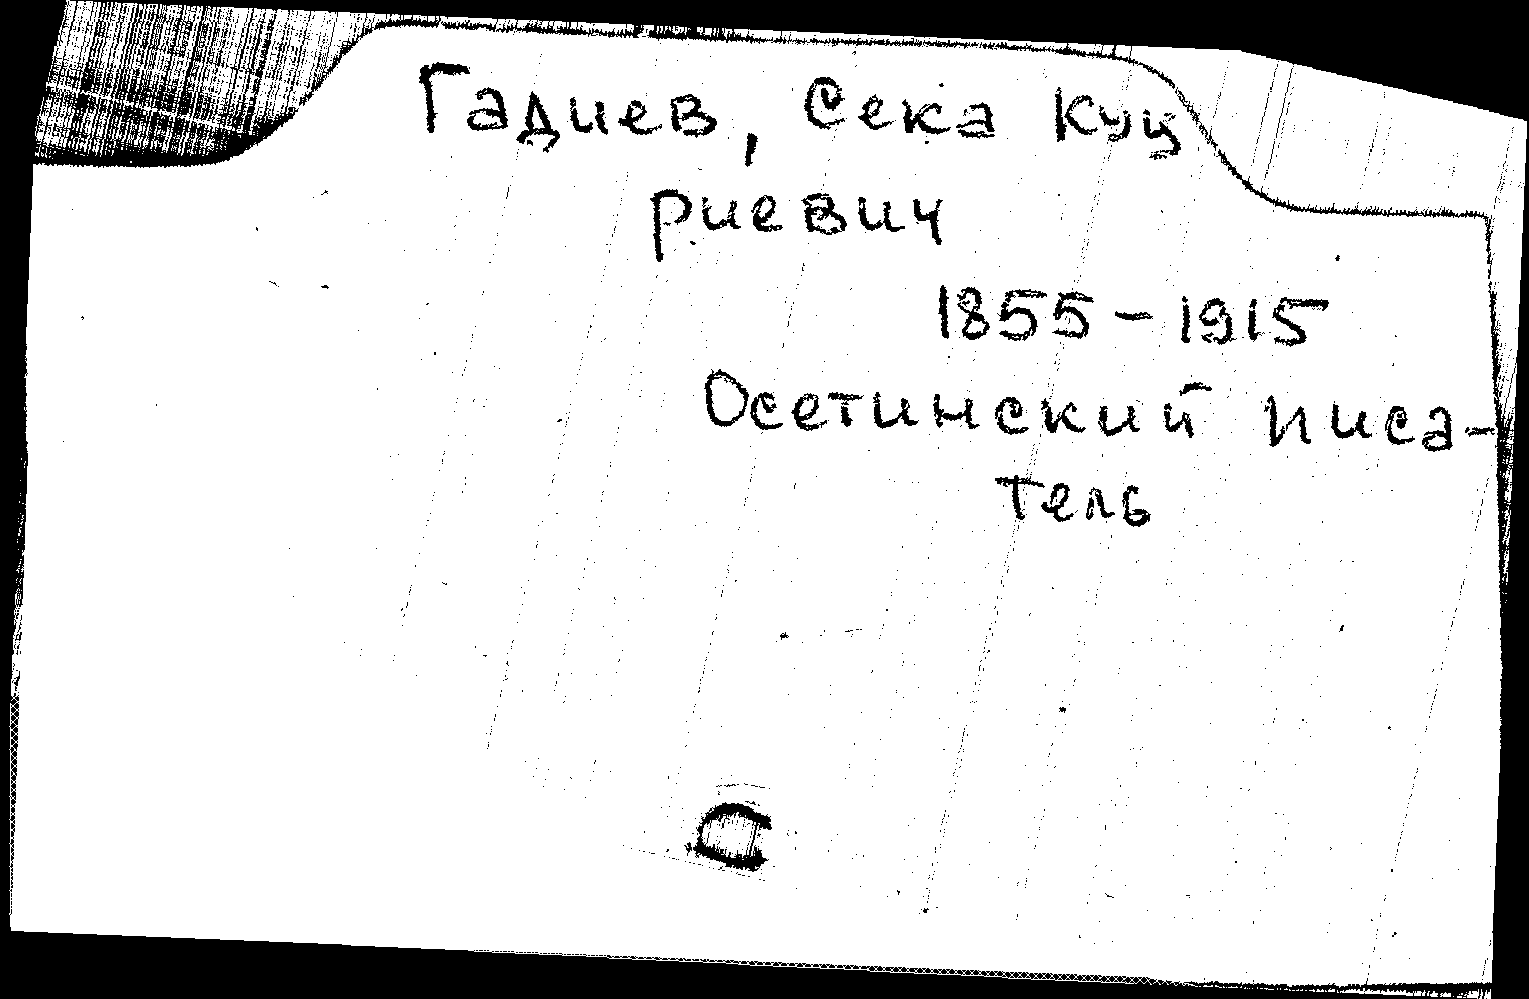 Гадиев, Сека Куц
риевич
1855-1915
Осетинский писа-
тель